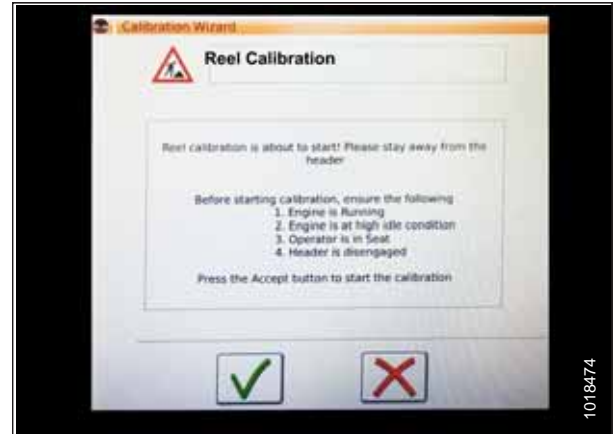 Calibration Wizard
Reel Calibration
Reel calibration is about to start! Please stay away from the
header
Before starting calibration, ensure the following
1. Engine is Running
2. Engine is at high idle condition
3. Operator is in Seat
4. Header is disengaged
Press the Accept button to start the calibration
1018474